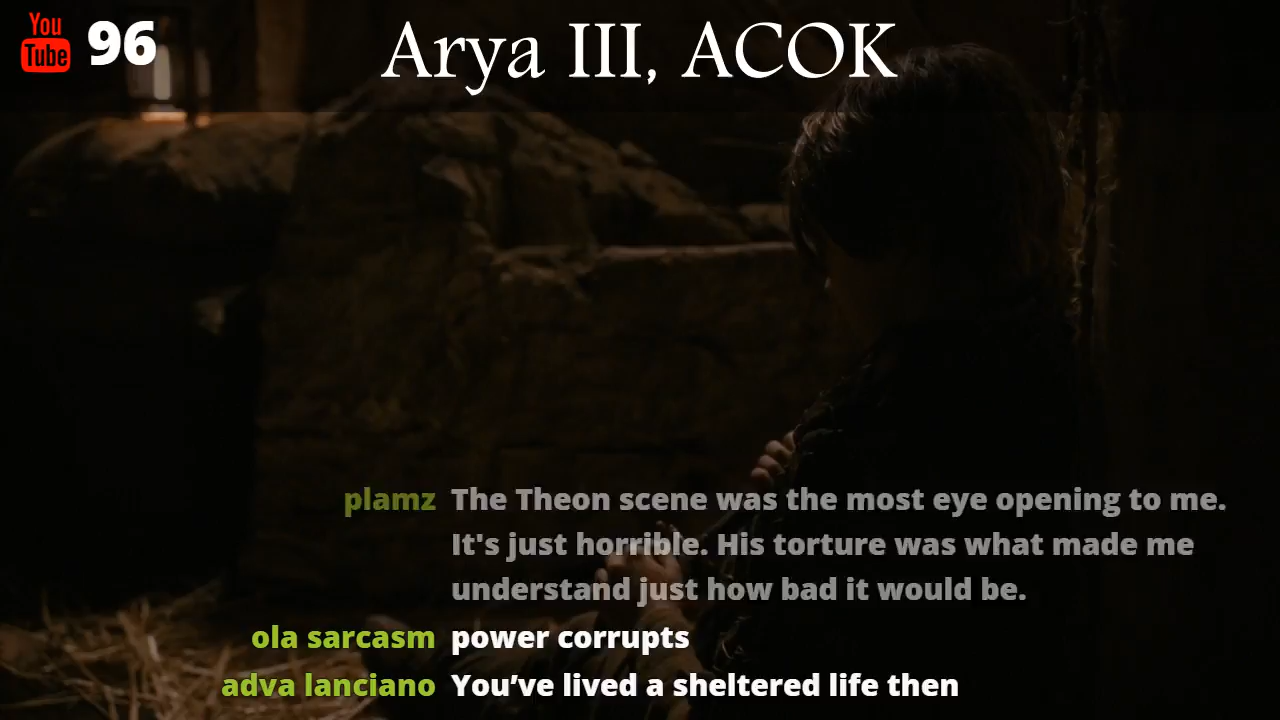 You
Tube 96
Arya III, ACOK
plamz The Theon scene was the most eye opening to me.
It's just horrible. His torture was what made me
understand just how bad it would be.
ola sarcasm power corrupts
adva lanciano You’ve lived a sheltered life then